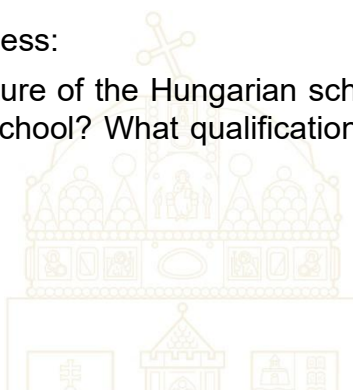 ess:
ure of the Hungarian sch
chool? What qualification